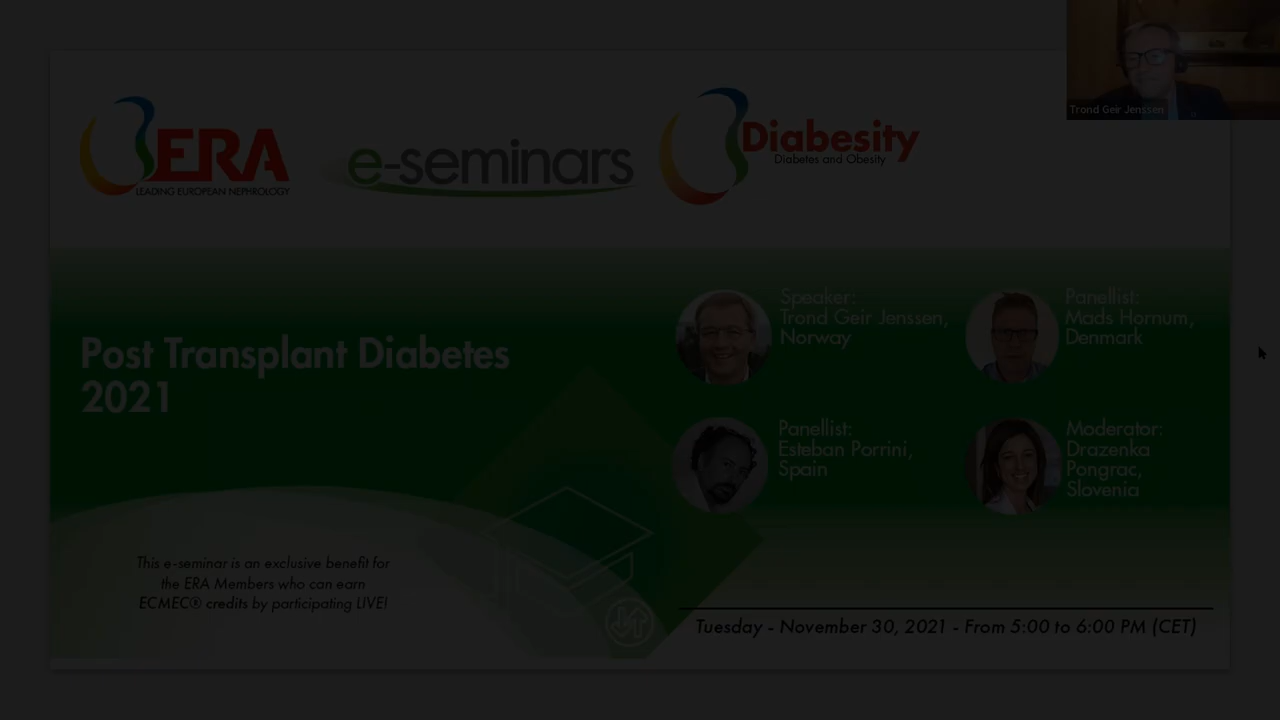 Trond Geir Jenssen
ERA
LEADING EUROPEAN NEPHROLOGY
e-seminars
Diabesity
Diabetes and Obesity
Post Transplant Diabetes
2021
Speaker:
Trond Geir Jenssen,
Norway
Panellist:
Mads Hornum,
Denmark
Panellist:
Esteban Porrini,
Spain
Moderator:
Drazenka
Pongrac,
Slovenia
This e-seminar is an exclusive benefit for
the ERA Members who can earn
ECMEC® credits by participating LIVE!
Tuesday - November 30, 2021 - From 5:00 to 6:00 PM (CET)